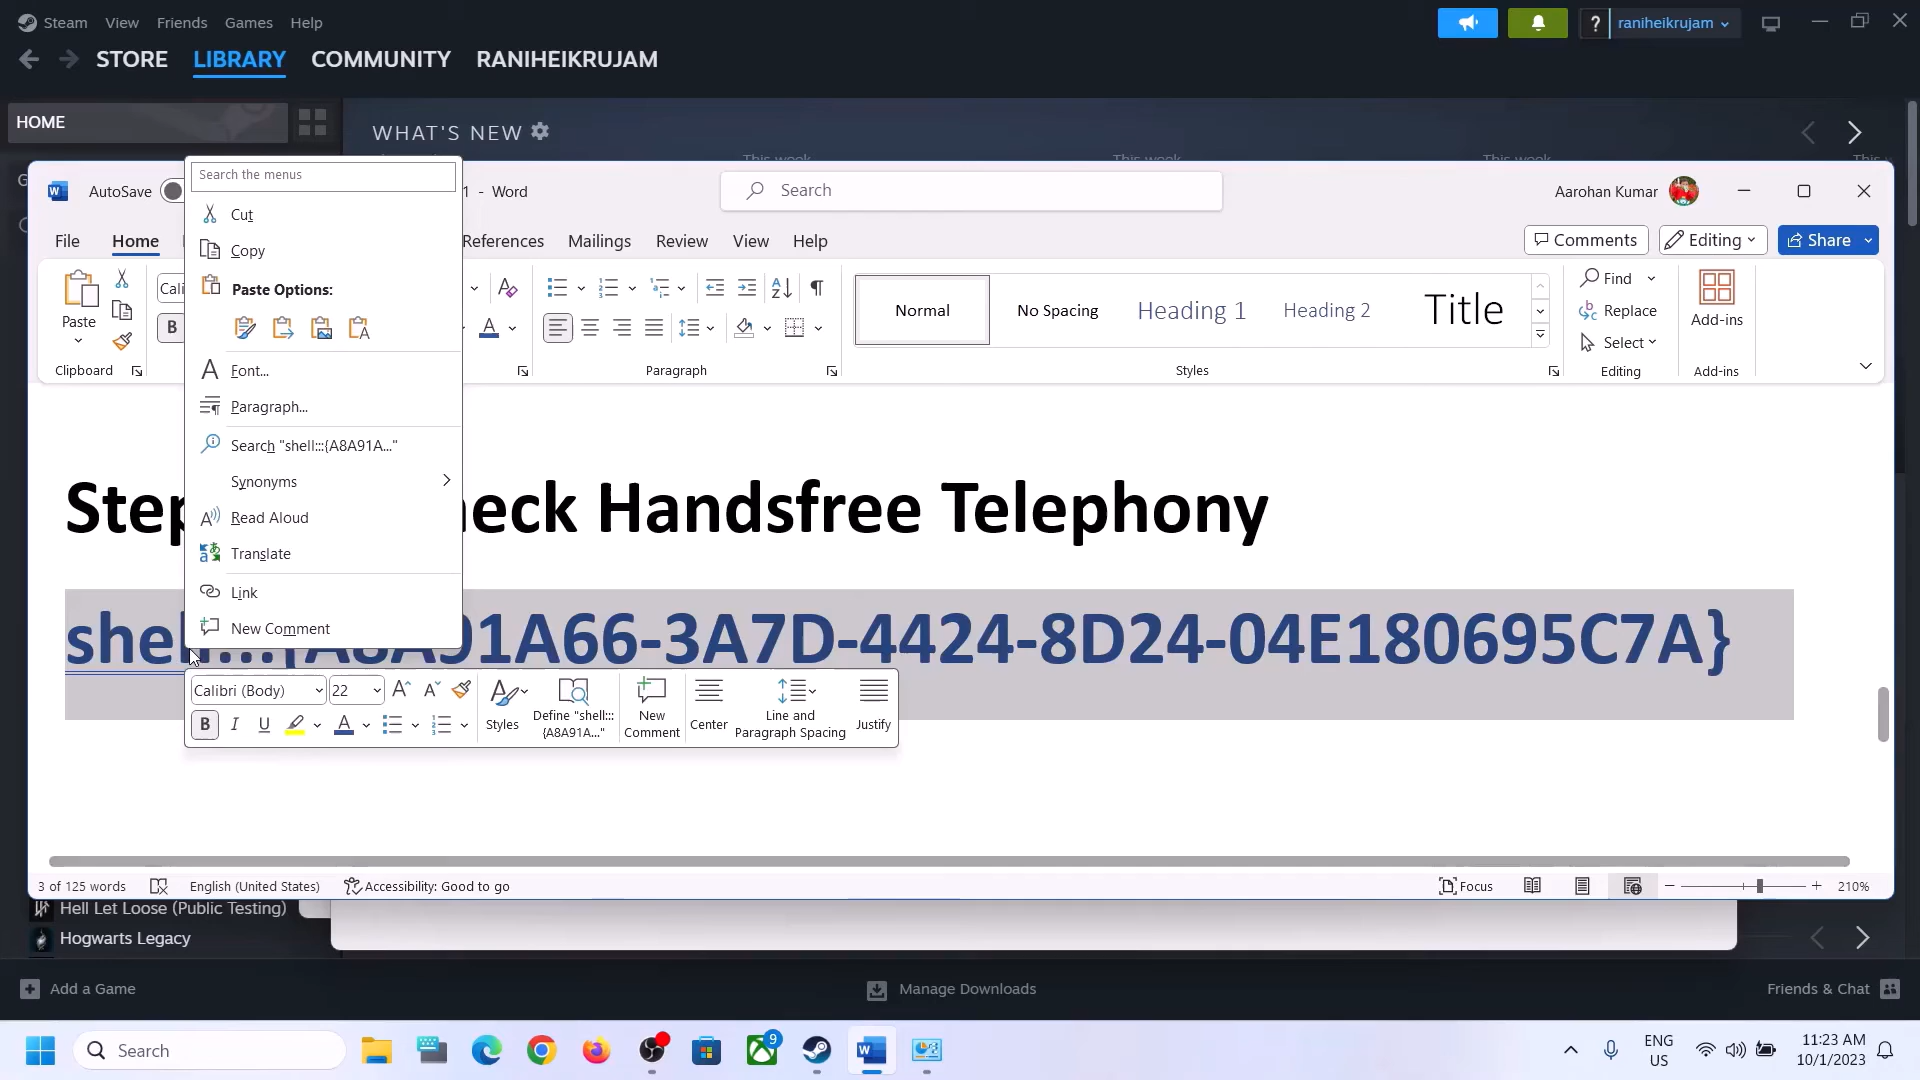 Steam View Friends Games Help
raniheikrujam
STORE LIBRARY COMMUNITY RANIHEIKRUJAM
HOME
WHAT'S NEW
This week
This week
This week
This
AutoSave
1 - Word
Search
Aarohan Kumar
File Home References Mailings Review View Help
Comments Editing Share
Search the menus
Cut
Copy
Paste Options:
Font...
Paragraph...
Search "shell:::{A8A91A..."
Synonyms
Read Aloud
Translate
Link
New Comment
Paste
Clipboard
Cali
B
Paragraph
Normal
No Spacing
Heading 1
Heading 2
Title
Styles
Find
Replace
Select
Editing
Add-ins
Add-ins
Step eck Handsfree Telephony
shell:::{A8A91A66-3A7D-4424-8D24-04E180695C7A}
Calibri (Body) 22
B I U
Styles
Define "shell:::
{A8A91A..."
New
Comment
Center
Line and
Paragraph Spacing
Justify
3 of 125 words English (United States) Accessibility: Good to go
Focus
210%
Hell Let Loose (Public Testing)
Hogwarts Legacy
Add a Game
Manage Downloads
Friends & Chat
Search
9
ENG
US
11:23 AM
10/1/2023